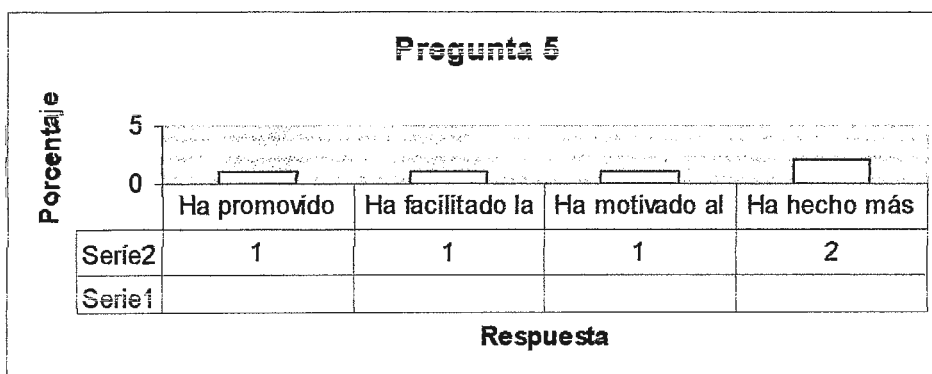 Pregunta 5
Porcentaje
5
0
Ha promovido Ha facilitado la Ha motivado al Ha hecho más
Serie2 1 1 1 2
Serie1
Respuesta